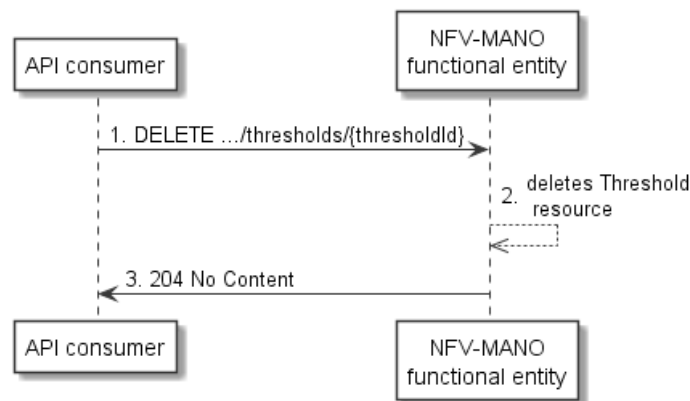 API consumer
NFV-MANO
functional entity
1. DELETE .../thresholds/{thresholdId}
2. deletes Threshold
resource
3. 204 No Content
API consumer
NFV-MANO
functional entity